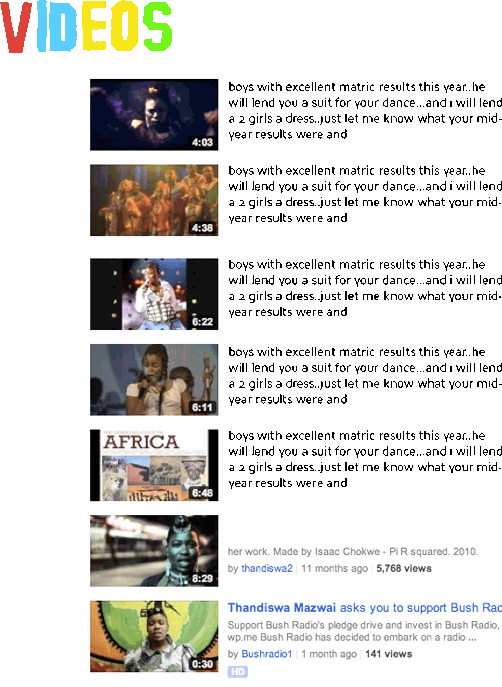 VIDEOS
boys with excellent matric results this year..he
will lend you a suit for your dance...and i will lend
a 2 girls a dress..just let me know what your mid-
4:03
year results were and
boys with excellent matric results this year..he
will lend you a suit for your dance...and i will lend
a 2 girls a dress..just let me know what your mid-
year results were and
4:38
boys with excellent matric results this year..he
will lend you a suit for your dance...and i will lend
a 2 girls a dress..just let me know what your mid-
year results were and
6:22
boys with excellent matric results this year..he
will lend you a suit for your dance...and i will lend
a 2 girls a dress..just let me know what your mid-
year results were and
6:11
AFRICA
boys with excellent matric results this year..he
will lend you a suit for your dance...and i will lend
a 2 girls a dress..just let me know what your mid-
year results were and
6:48
her work. Made by Isaac Chokwe - Pi R squared. 2010.
by thandiswa2 | 11 months ago | 5,768 views
8:29
Thandiswa Mazwai asks you to support Bush Rac
Support Bush Radio's pledge drive and invest in Bush Radio,
wp.me Bush Radio has decided to embark on a radio ...
by Bushradio1 | 1 month ago | 141 views
0:30
HD